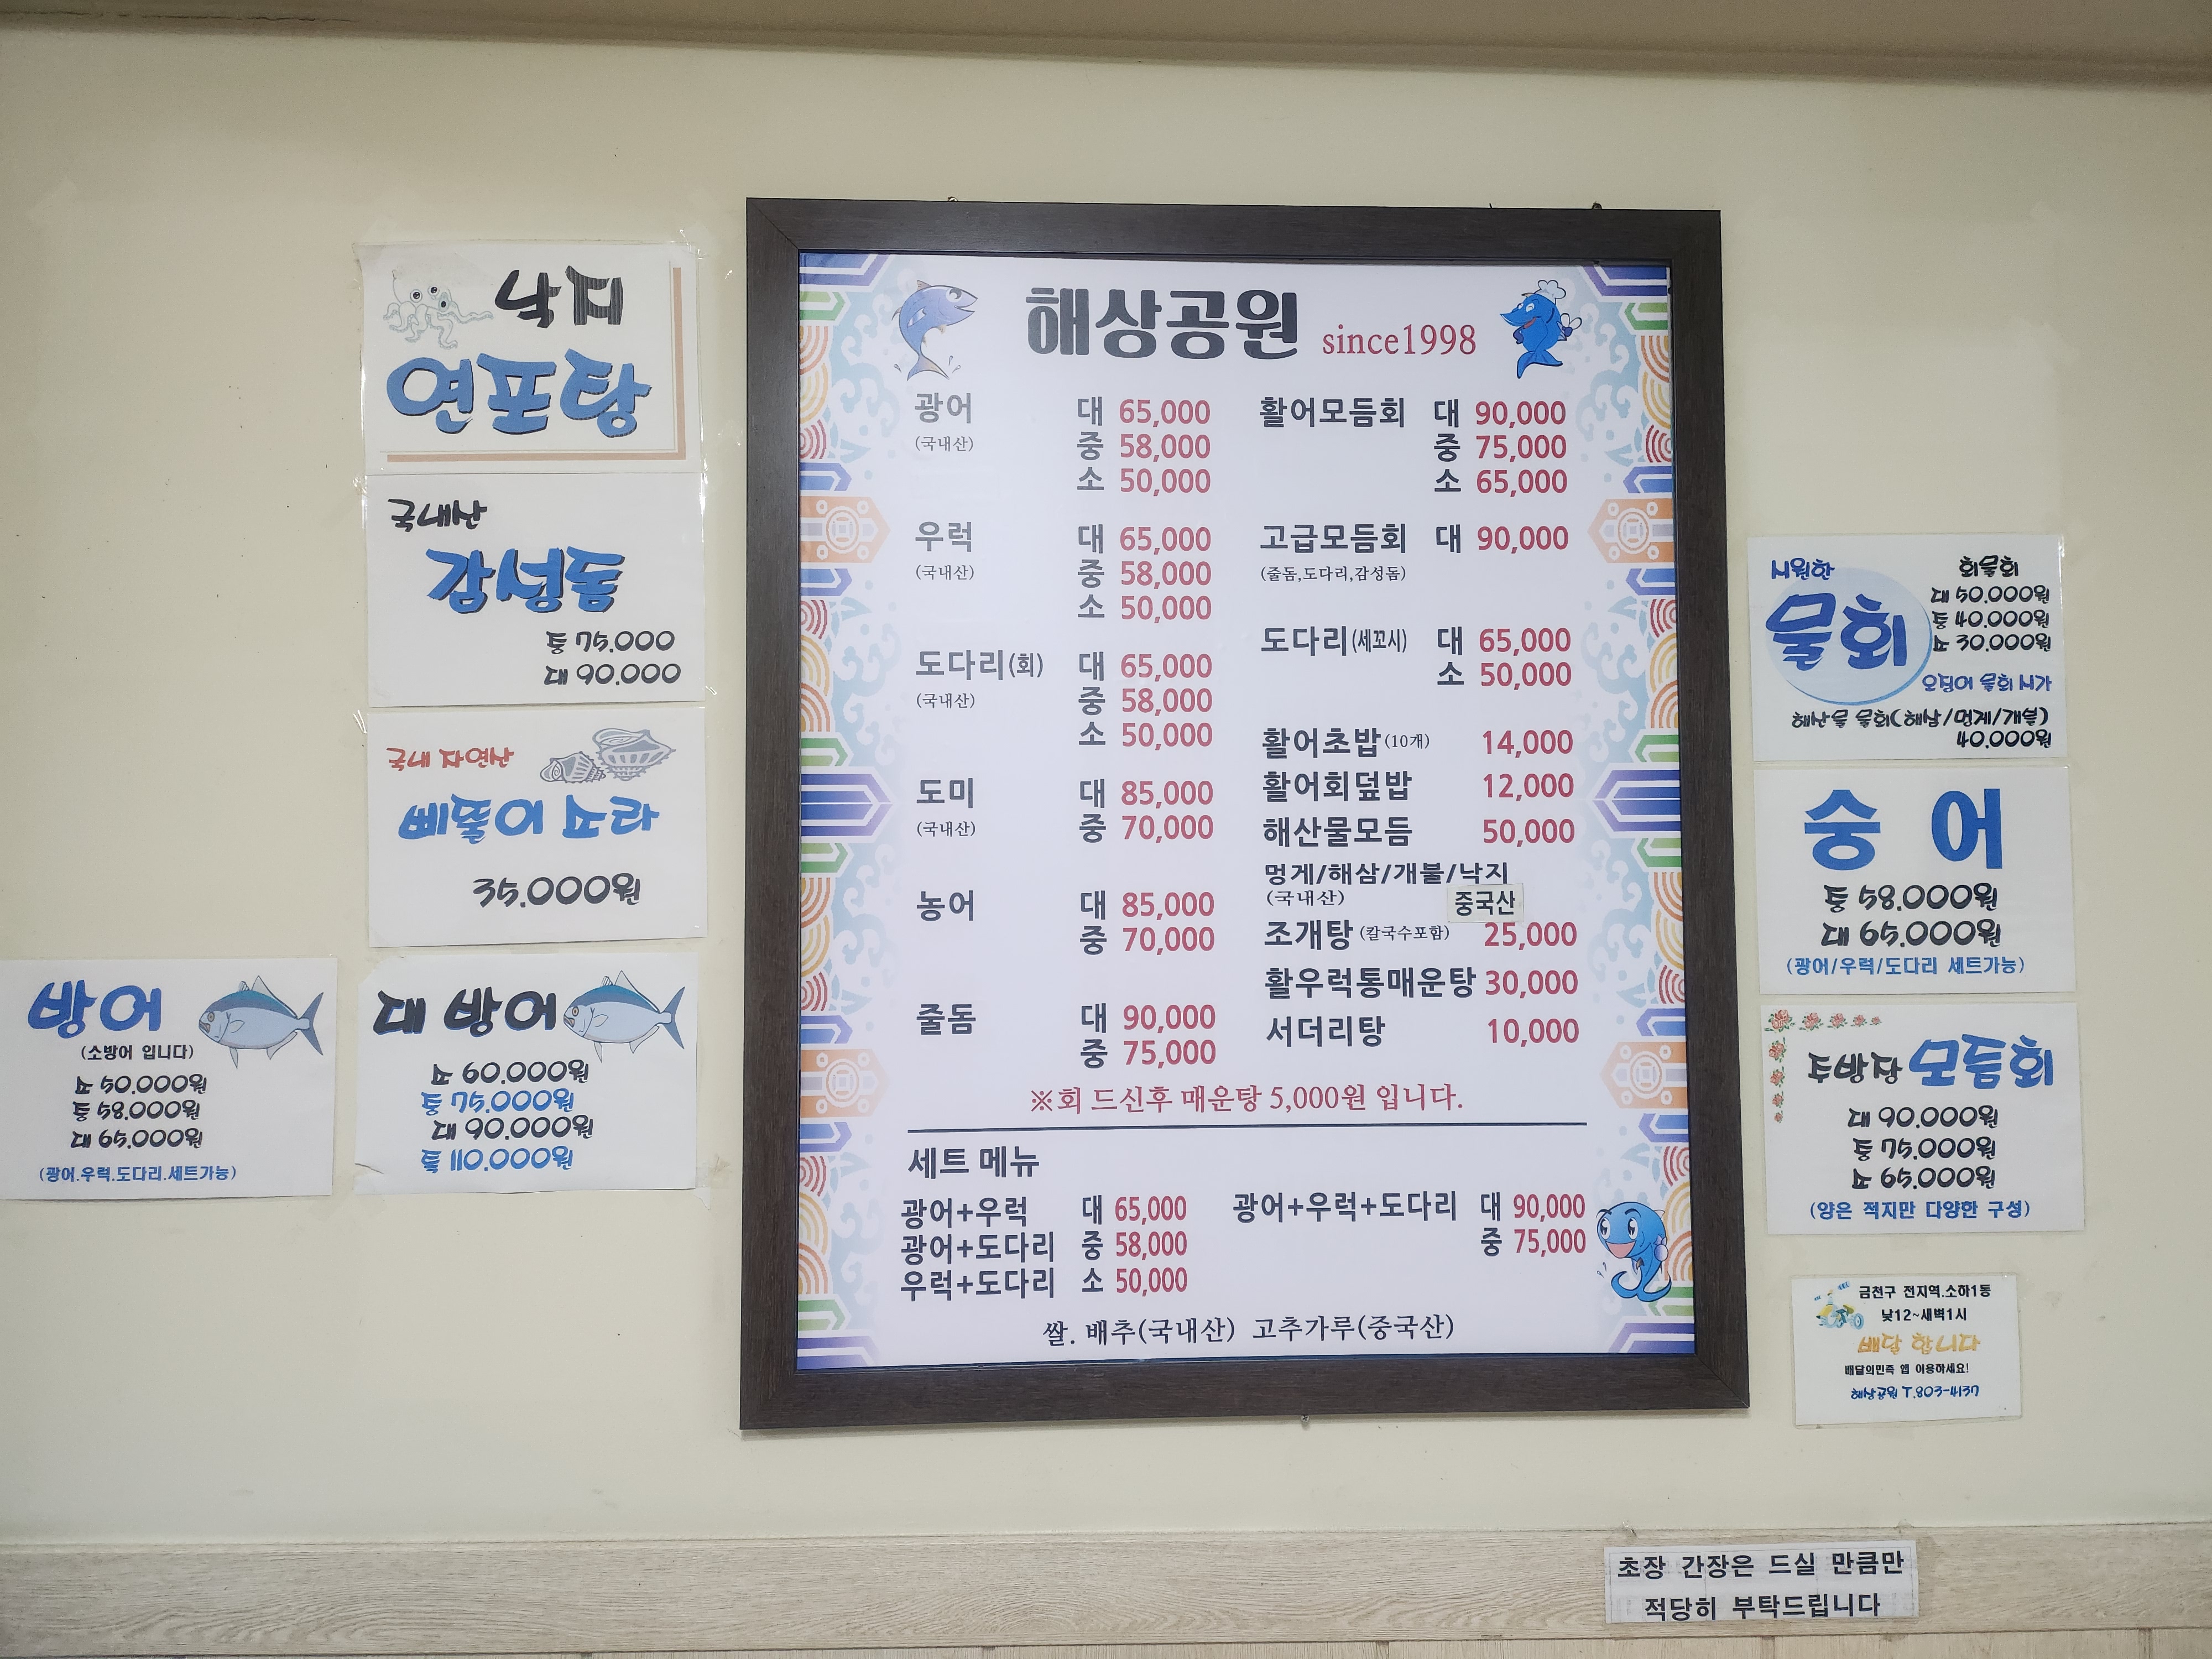 낙지
연포탕
국내산
감성돔
중 75.000
대 90.000
국내 자연산
삐뚤이 소라
35.000원
방어
(소방어 입니다)
소 50.000원
중 58.000원
대 65.000원
(광어.우럭.도다리.세트가능)
대 방어
소 60.000원
중 75.000원
대 90.000원
특 110.000원
해상공원 since1998
광어 대 65,000
(국내산) 중 58,000
소 50,000
우럭 대 65,000
(국내산) 중 58,000
소 50,000
도다리(회) 대 65,000
(국내산) 중 58,000
소 50,000
도미 대 85,000
(국내산) 중 70,000
농어 대 85,000
중 70,000
줄돔 대 90,000
중 75,000
활어모듬회 대 90,000
중 75,000
소 65,000
고급모듬회 대 90,000
(줄돔,도다리,감성돔)
도다리(세꼬시) 대 65,000
소 50,000
활어초밥(10개) 14,000
활어회덮밥 12,000
해산물모듬 50,000
멍게/해삼/개불/낙지
(국내산) 중국산
조개탕(칼국수포함) 25,000
활우럭통매운탕 30,000
서더리탕 10,000
※회 드신후 매운탕 5,000원 입니다.
세트 메뉴
광어+우럭 대 65,000
광어+도다리 중 58,000
우럭+도다리 소 50,000
광어+우럭+도다리 대 90,000
중 75,000
쌀. 배추(국내산) 고추가루(중국산)
시원한
물회
회물회
대 50.000원
중 40.000원
소 30.000원
오징어 물회 시가
해산물 물회(해삼/멍게/개불)
40.000원
숭 어
중 58.000원
대 65.000원
(광어/우럭/도다리 세트가능)
주방장 모듬회
대 90.000원
중 75.000원
소 65.000원
(양은 적지만 다양한 구성)
금천구 전지역.소하1동
낮12~새벽1시
배달 합니다
배달의민족 앱 이용하세요!
해상공원 T.803-4137
초장 간장은 드실 만큼만
적당히 부탁드립니다